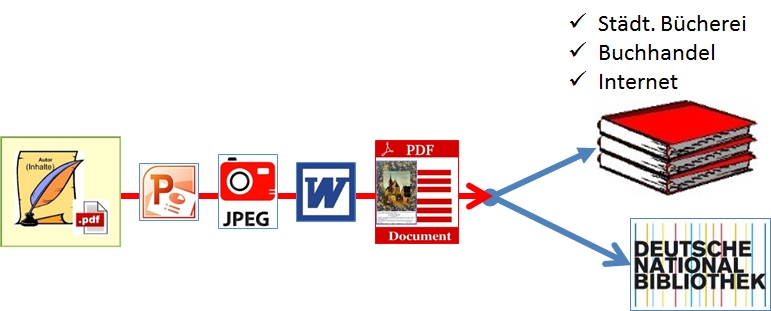 Städt. Bücherei
Buchhandel
Internet
Autor
(Inhalte)
.pdf
P
JPEG
W
PDF
Document
DEUTSCHE
NATIONAL
BIBLIOTHEK